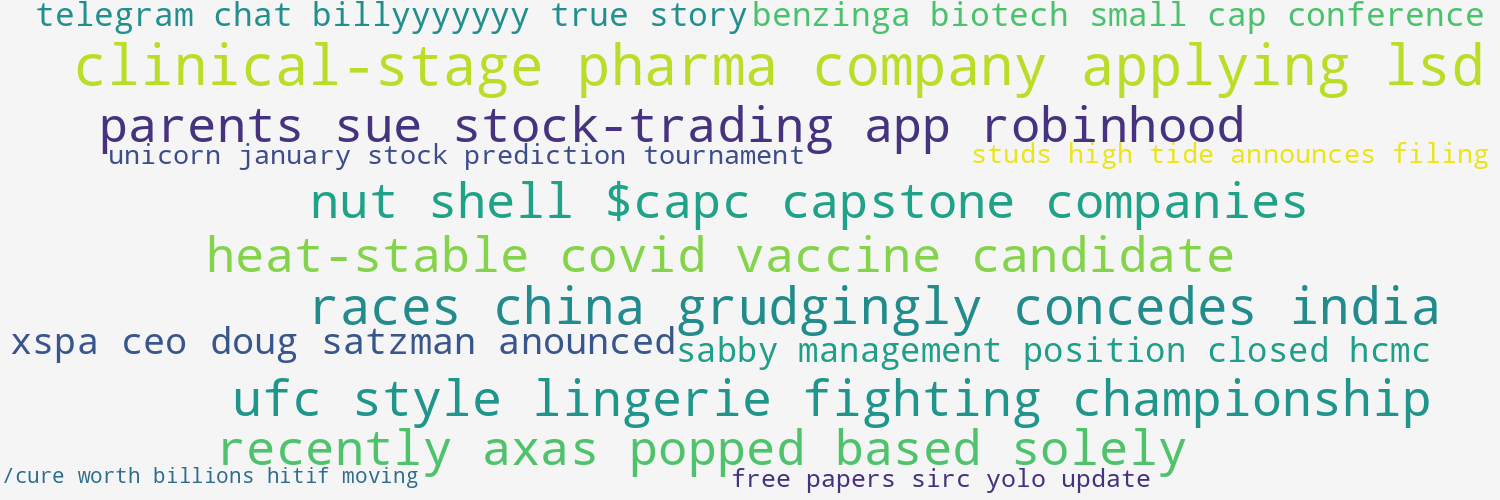 telegram chat billyyyyyyy true story
benzinga biotech small cap conference
clinical-stage pharma company applying lsd
parents sue stock-trading app robinhood
unicorn january stock prediction tournament
studs high tide announces filing
nut shell $capc capstone companies
heat-stable covid vaccine candidate
races china grudgingly concedes india
xspa ceo doug satzman anounced
sabby management position closed hcmc
ufc style lingerie fighting championship
recently axas popped based solely
/cure worth billions hitif moving
free papers sirc yolo update